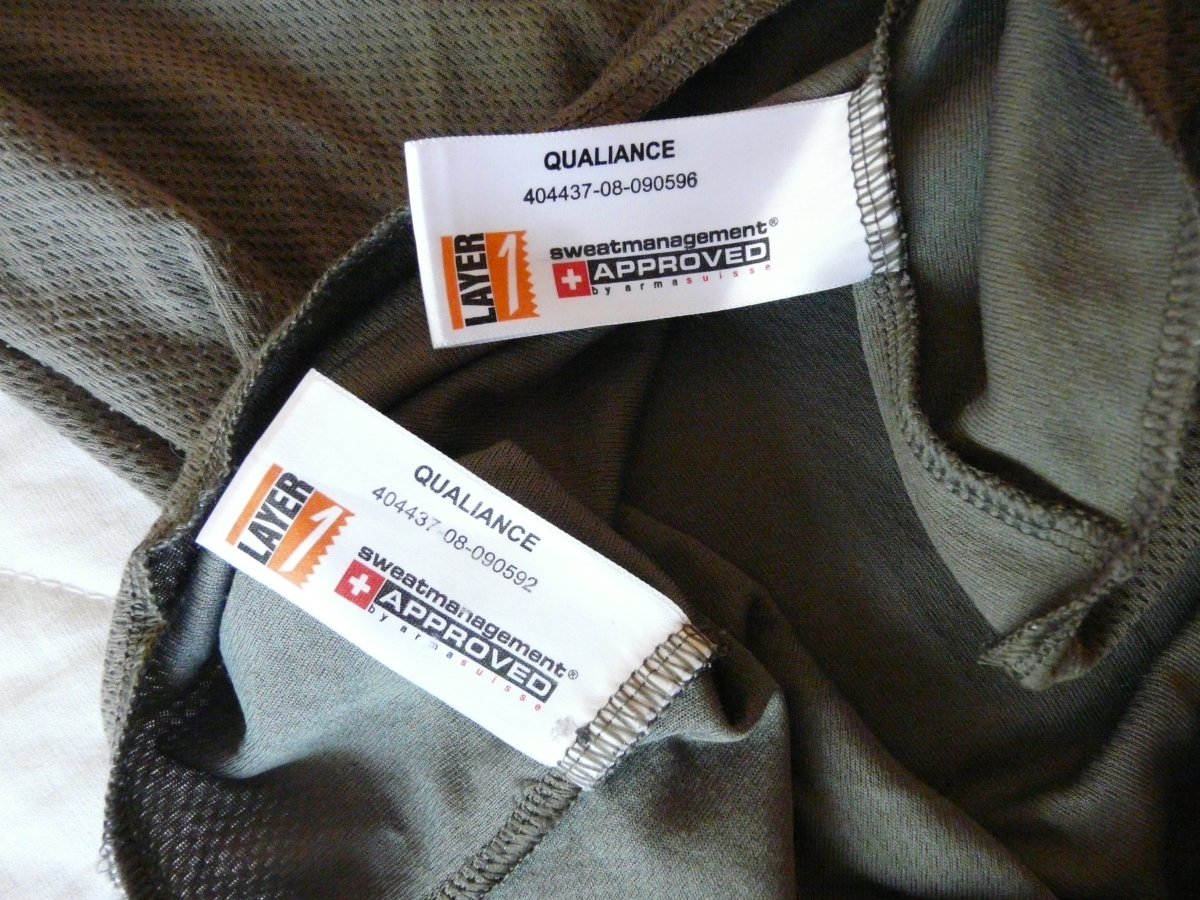 QUALIANCE
404437-08-090596
LAYER 1
sweatmanagement®
APPROVED
by armasuisse
QUALIANCE
404437-08-090592
LAYER 1
sweatmanagement®
APPROVED
by armasuisse